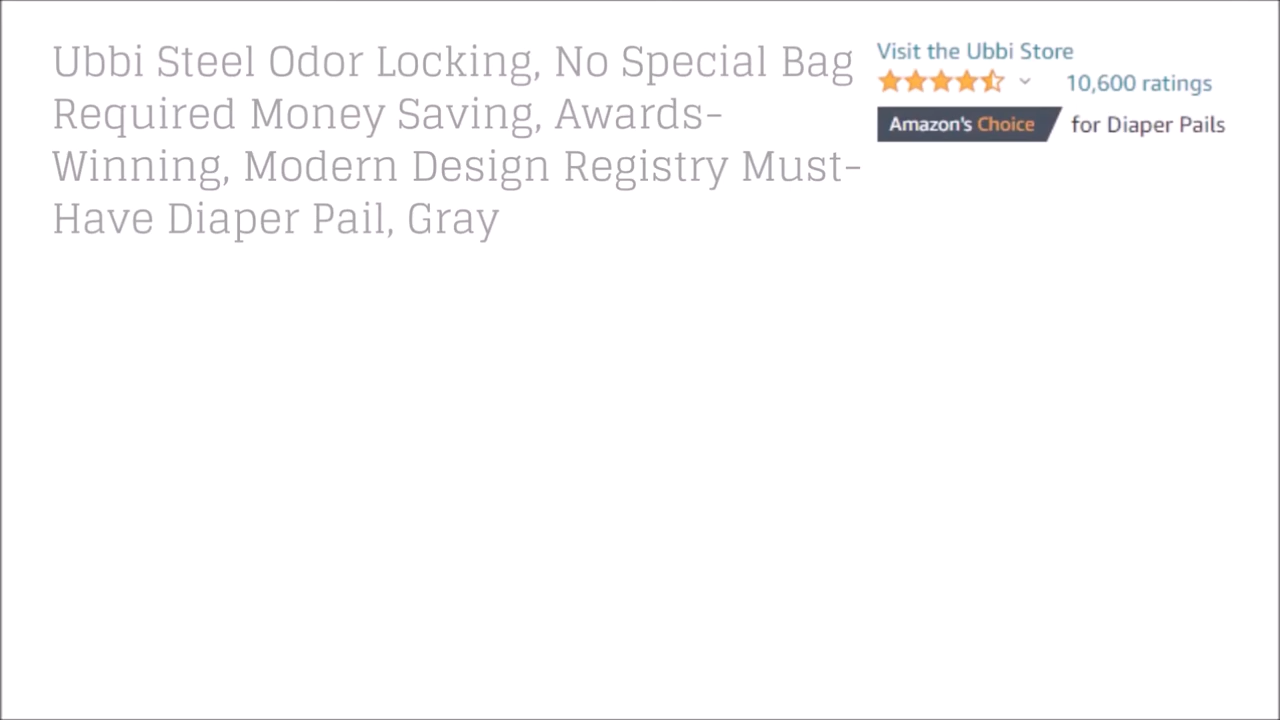 Ubbi Steel Odor Locking, No Special Bag
Required Money Saving, Awards-
Winning, Modern Design Registry Must-
Have Diaper Pail, Gray
Visit the Ubbi Store
10,600 ratings
Amazon's Choice for Diaper Pails